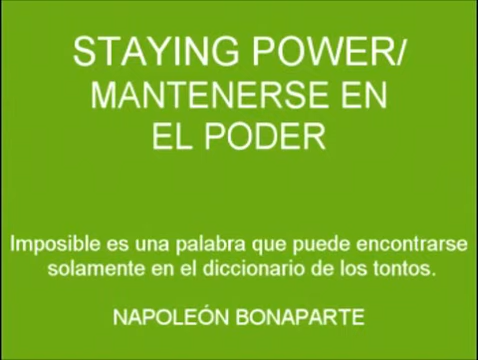 STAYING POWER/
MANTENERSE EN
EL PODER
Imposible es una palabra que puede encontrarse
solamente en el diccionario de los tontos.
NAPOLEÓN BONAPARTE